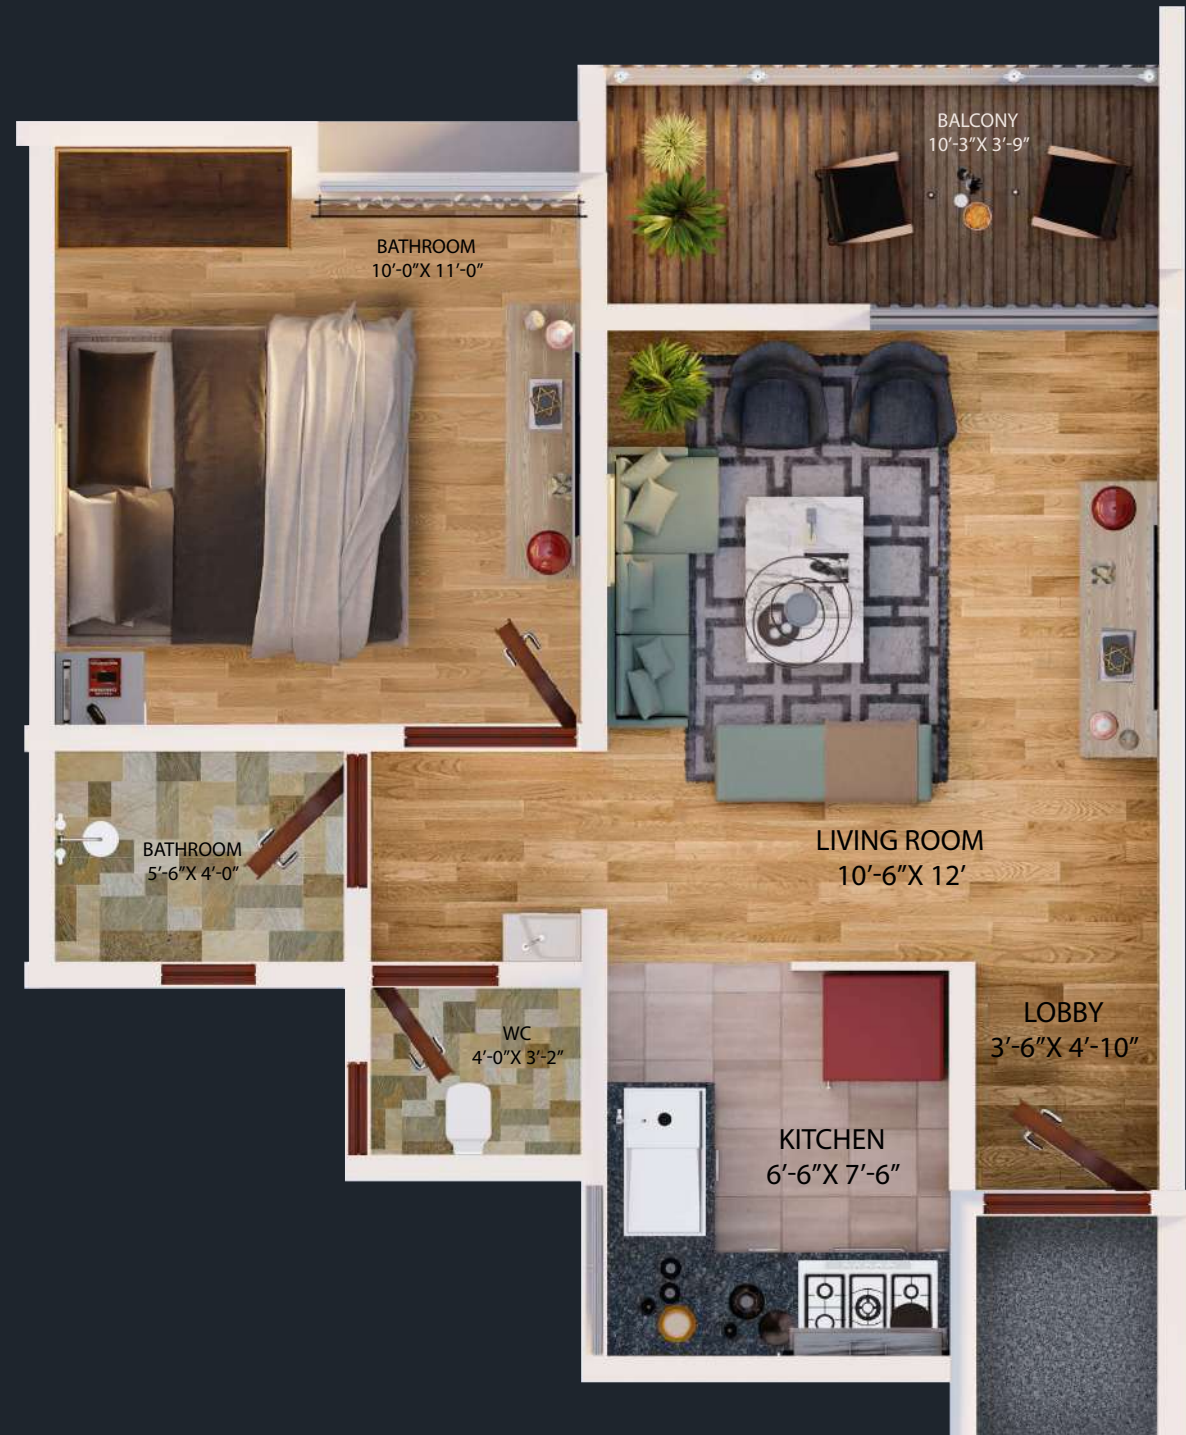 BALCONY
10'-3"X 3'-9"
BATHROOM
10'-0"X 11'-0"
LIVING ROOM
10'-6"X 12'
BATHROOM
5'-6"X 4'-0"
LOBBY
3'-6"X 4'-10"
WC
4'-0"X 3'-2"
KITCHEN
6'-6"X 7'-6"